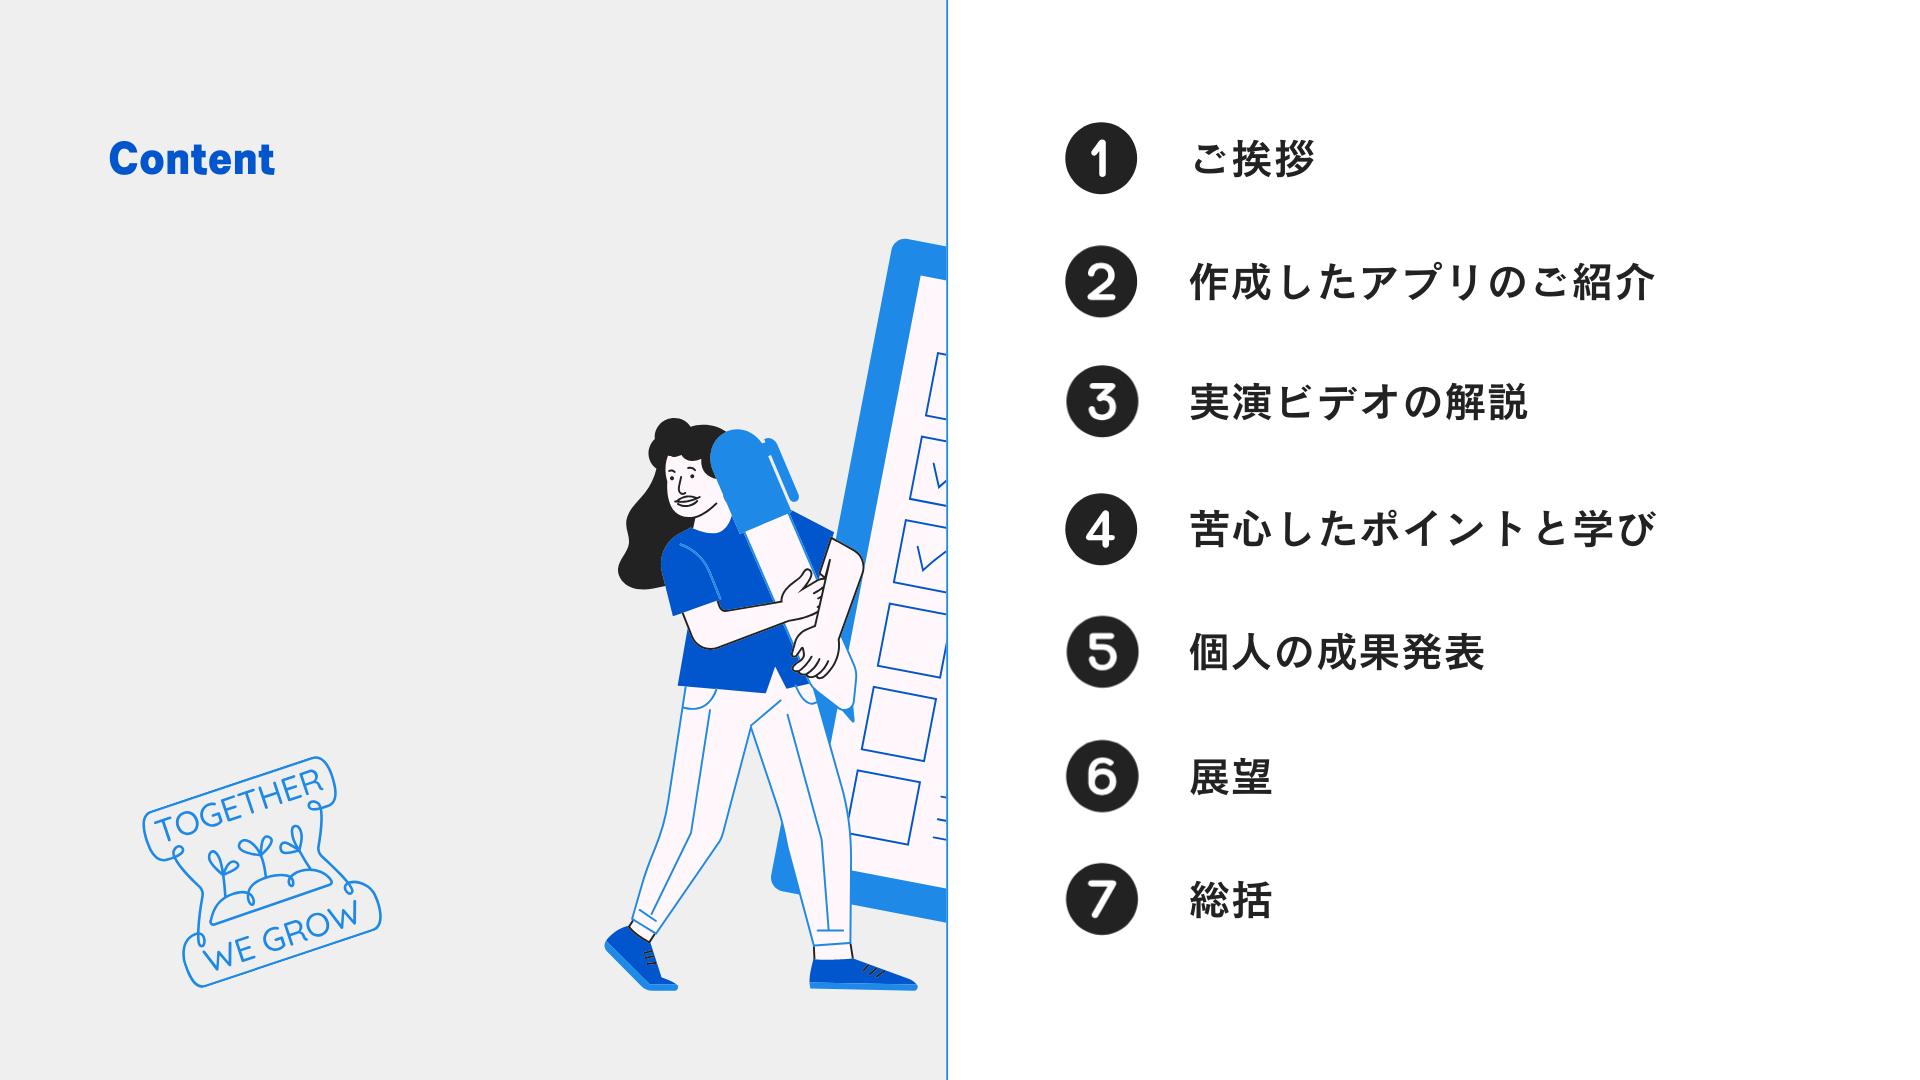 Content
TOGETHER
WE GROW
1 ご挨拶
2 作成したアプリのご紹介
3 実演ビデオの解説
4 苦心したポイントと学び
5 個人の成果発表
6 展望
7 総括